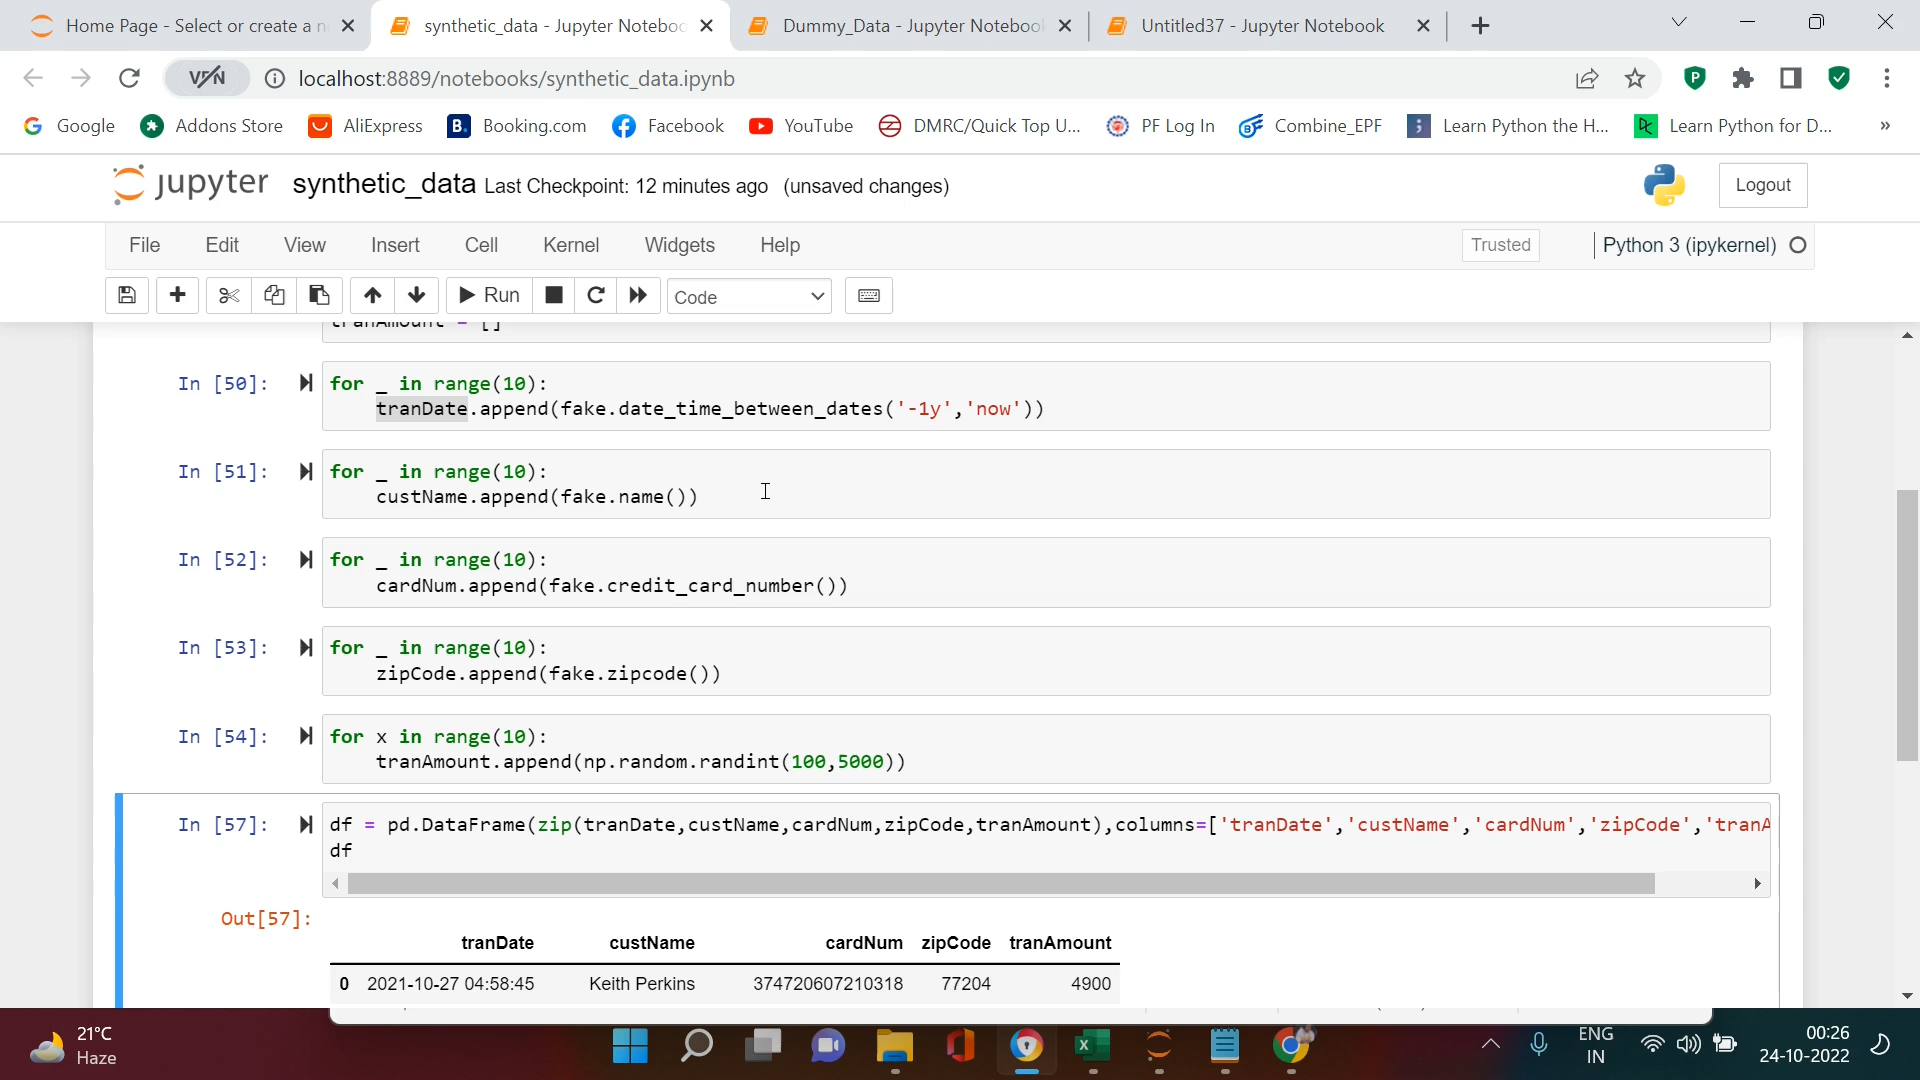 Home Page - Select or create a n
synthetic_data - Jupyter Noteboo
Dummy_Data - Jupyter Notebook
Untitled37 - Jupyter Notebook
VPN
localhost:8889/notebooks/synthetic_data.ipynb
Google
Addons Store
AliExpress
Booking.com
Facebook
YouTube
DMRC/Quick Top U...
PF Log In
Combine_EPF
Learn Python the H...
Learn Python for D...
jupyter synthetic_data Last Checkpoint: 12 minutes ago (unsaved changes)
Logout
File Edit View Insert Cell Kernel Widgets Help
Trusted
Python 3 (ipykernel)
Run
Code
tranAmount = []
In [50]:
for _ in range(10):
tranDate.append(fake.date_time_between_dates('-1y','now'))
In [51]:
for _ in range(10):
custName.append(fake.name())
In [52]:
for _ in range(10):
cardNum.append(fake.credit_card_number())
In [53]:
for _ in range(10):
zipCode.append(fake.zipcode())
In [54]:
for x in range(10):
tranAmount.append(np.random.randint(100,5000))
In [57]:
df = pd.DataFrame(zip(tranDate,custName,cardNum,zipCode,tranAmount),columns=['tranDate','custName','cardNum','zipCode','tranA
df
Out[57]:
tranDate custName cardNum zipCode tranAmount
0 2021-10-27 04:58:45 Keith Perkins 374720607210318 77204 4900
21°C
Haze
ENG
IN
00:26
24-10-2022